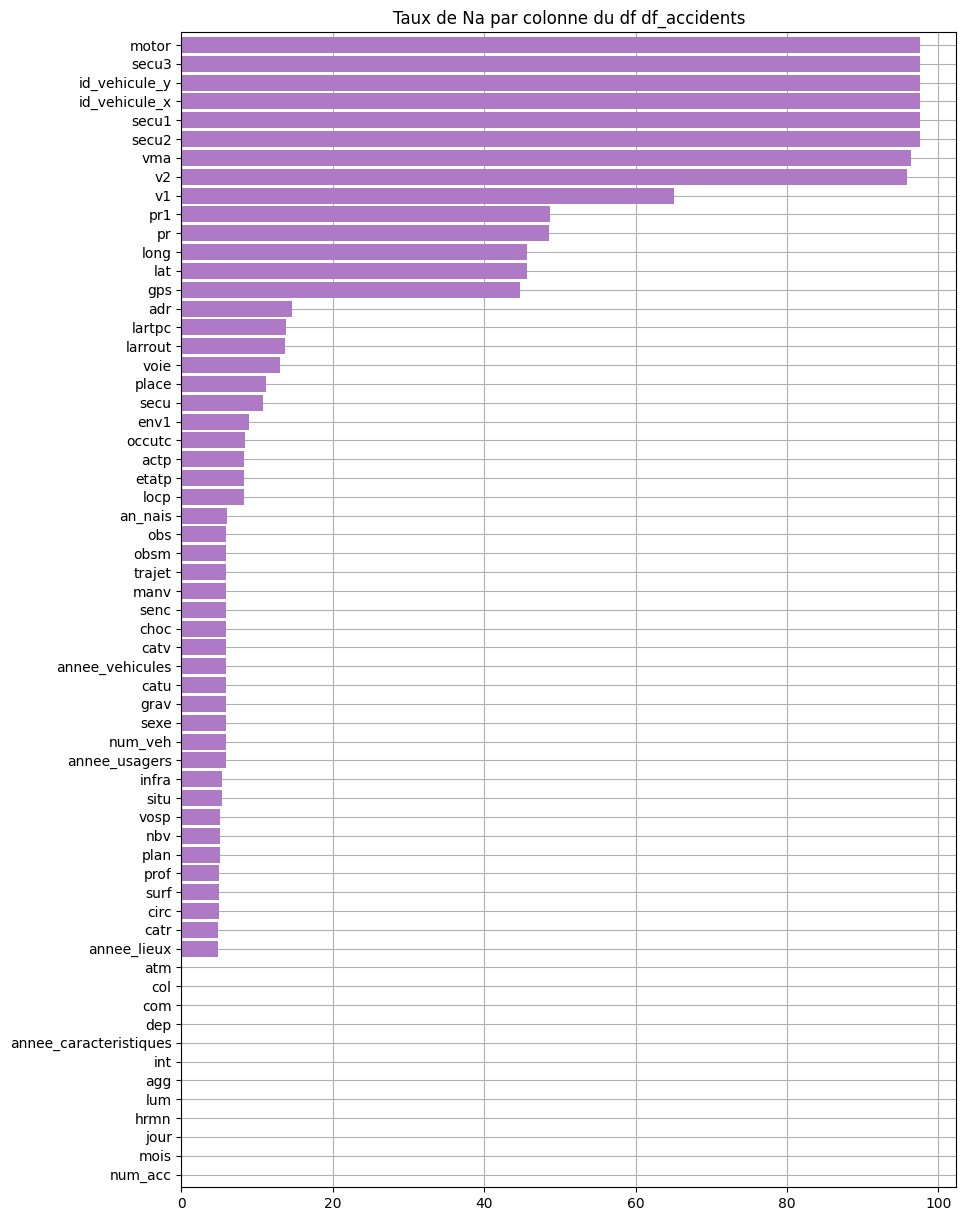 Taux de Na par colonne du df df_accidents
motor
secu3
id_vehicule_y
id_vehicule_x
secu1
secu2
vma
v2
v1
pr1
pr
long
lat
gps
adr
lartpc
larrout
voie
place
secu
env1
occutc
actp
etatp
locp
an_nais
obs
obsm
trajet
manv
senc
choc
catv
annee_vehicules
catu
grav
sexe
num_veh
annee_usagers
infra
situ
vosp
nbv
plan
prof
surf
circ
catr
annee_lieux
atm
col
com
dep
annee_caracteristiques
int
agg
lum
hrmn
jour
mois
num_acc
0 20 40 60 80 100